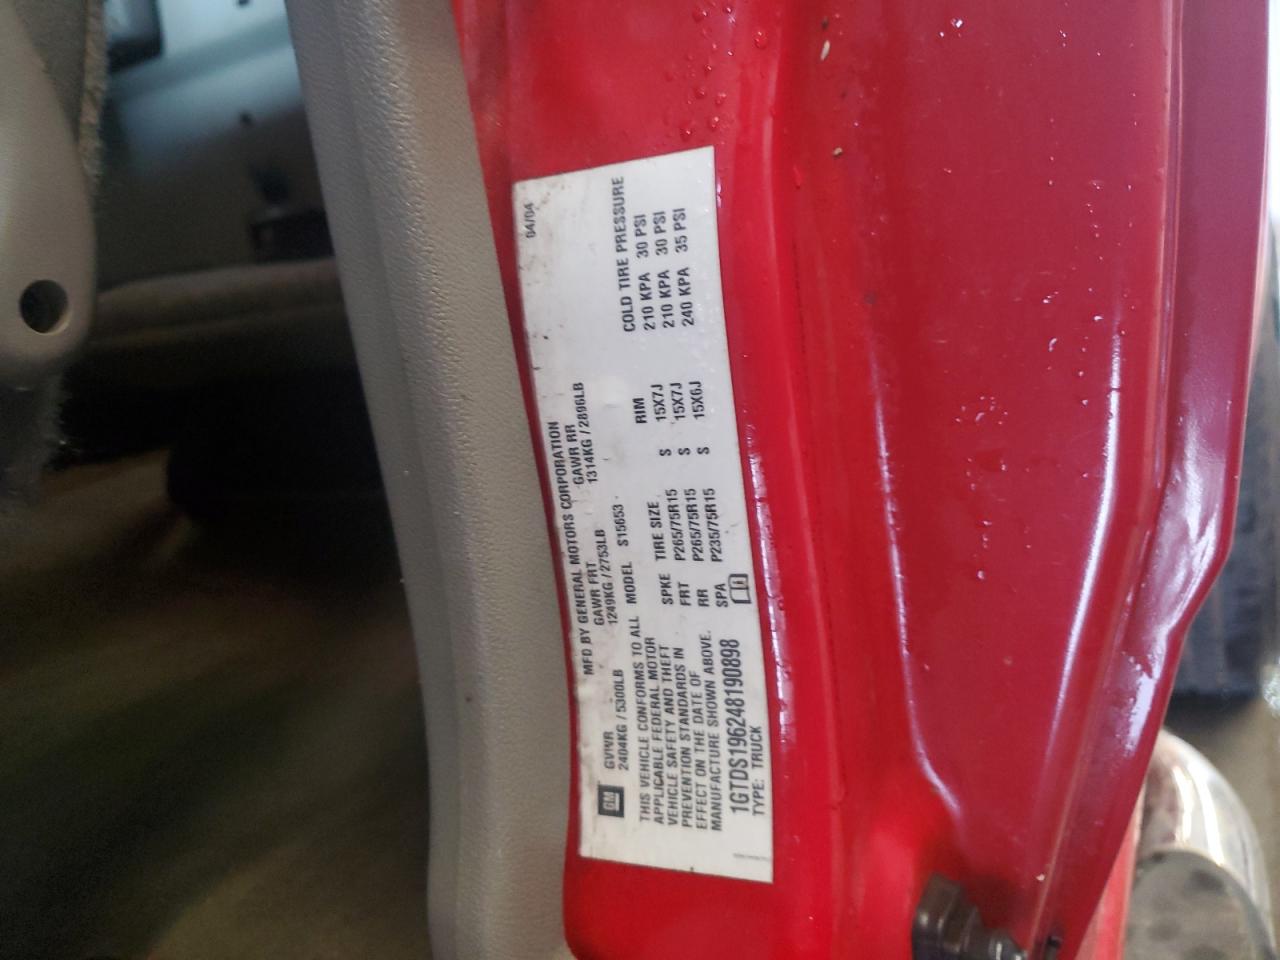 MFD BY GENERAL MOTORS CORPORATION 04/04
GM
GVWR GAWR FRT GAWR RR
2404KG / 5300LB 1249KG / 2753LB 1314KG / 2896LB
THIS VEHICLE CONFORMS TO ALL
APPLICABLE FEDERAL MOTOR
VEHICLE SAFETY AND THEFT
PREVENTION STANDARDS IN
EFFECT ON THE DATE OF
MANUFACTURE SHOWN ABOVE.
MODEL S15653
SPKE TIRE SIZE RIM COLD TIRE PRESSURE
FRT P265/75R15 S 15X7J 210 KPA 30 PSI
RR P265/75R15 S 15X7J 210 KPA 30 PSI
SPA P235/75R15 S 15X6J 240 KPA 35 PSI
1GTDS196248190898
TYPE: TRUCK